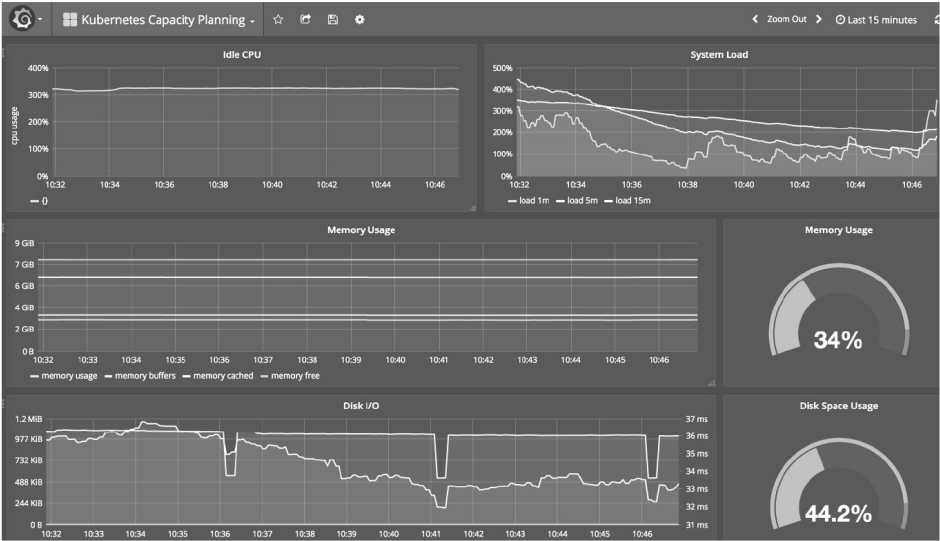 Kubernetes Capacity Planning
Zoom Out
Last 15 minutes
Idle CPU
400%
300%
200%
100%
0%
cpu usage
10:32 10:34 10:36 10:38 10:40 10:42 10:44 10:46
{}
System Load
500%
400%
300%
200%
100%
0%
10:32 10:34 10:36 10:38 10:40 10:42 10:44 10:46
load 1m load 5m load 15m
Memory Usage
9 GiB
7 GiB
6 GiB
4 GiB
2 GiB
0 B
10:32 10:33 10:34 10:35 10:36 10:37 10:38 10:39 10:40 10:41 10:42 10:43 10:44 10:45 10:46
memory usage memory buffers memory cached memory free
Memory Usage
34%
Disk I/O
1.2 MiB
977 KiB
732 KiB
488 KiB
244 KiB
0 B
37 ms
36 ms
35 ms
34 ms
33 ms
32 ms
31 ms
10:32 10:33 10:34 10:35 10:36 10:37 10:38 10:39 10:40 10:41 10:42 10:43 10:44 10:45 10:46
Disk Space Usage
44.2%